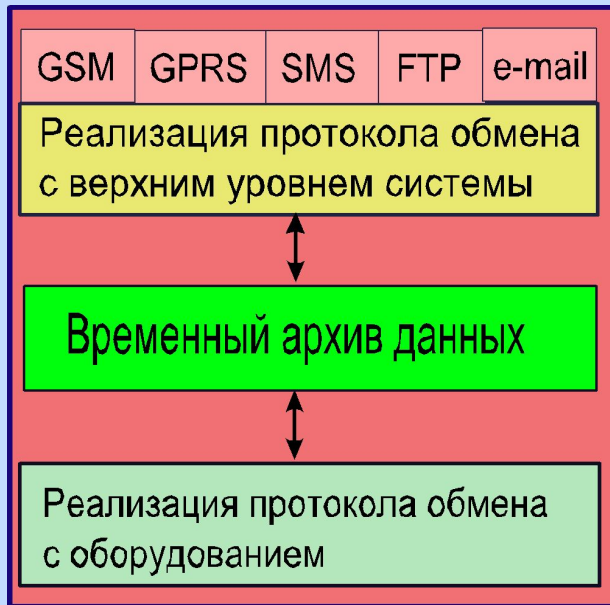 GSM GPRS SMS FTP e-mail
Реализация протокола обмена
с верхним уровнем системы
Временный архив данных
Реализация протокола обмена
с оборудованием